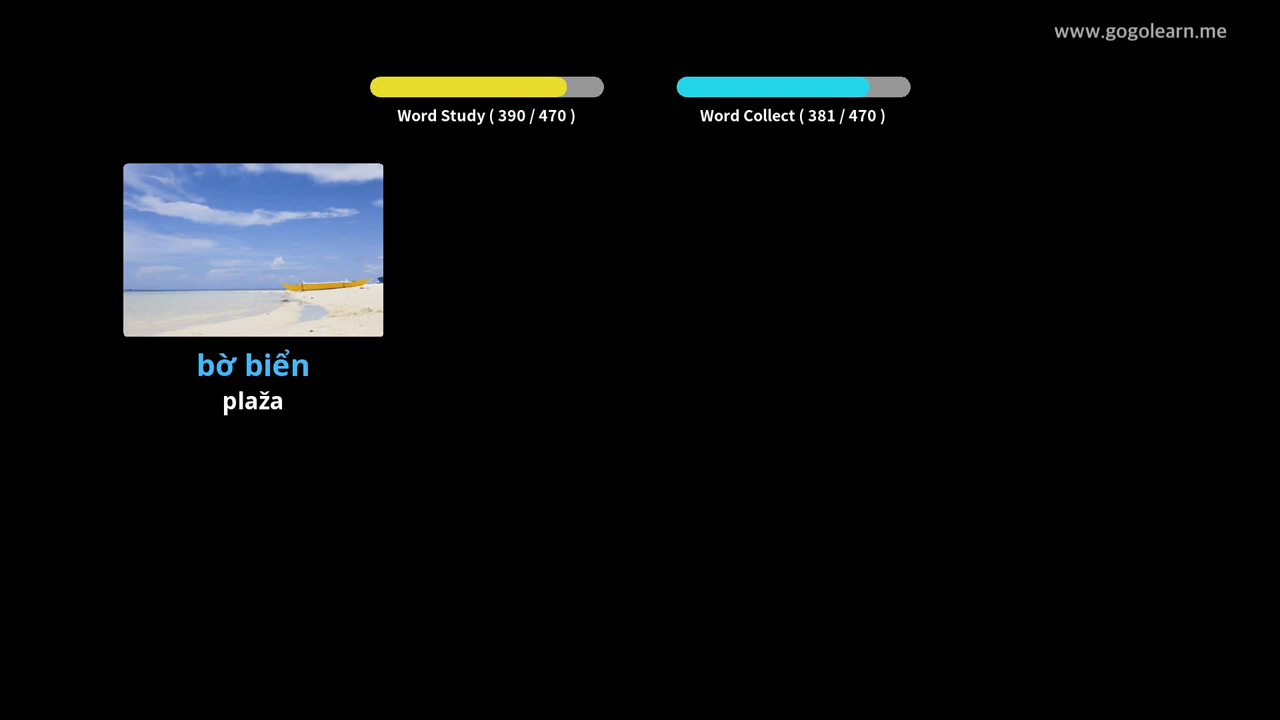 www.gogolearn.me
Word Study ( 390 / 470 )
Word Collect ( 381 / 470 )
bờ biển
plaža